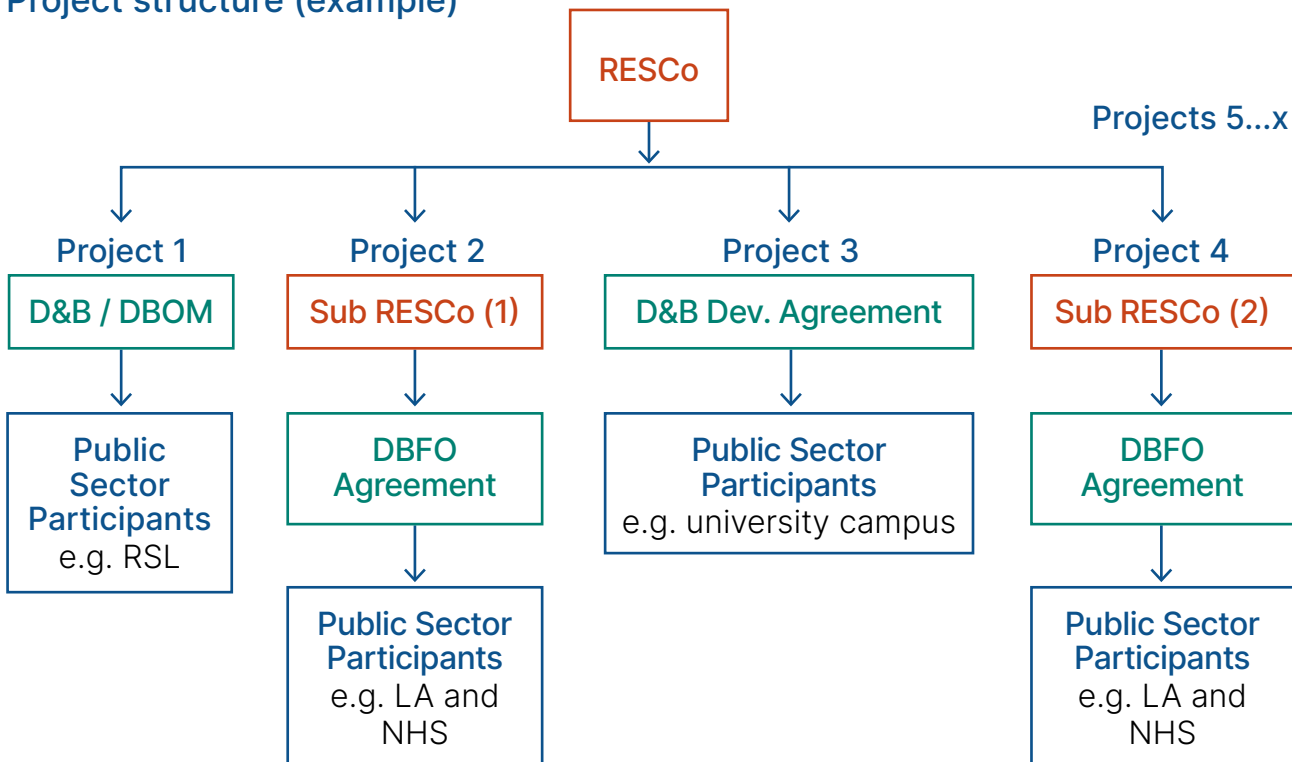 Project structure (example)
RESCo
Projects 5...x
Project 1
D&B / DBOM
Public
Sector
Participants
e.g. RSL
Project 2
Sub RESCo (1)
DBFO
Agreement
Public Sector
Participants
e.g. LA and
NHS
Project 3
D&B Dev. Agreement
Public Sector
Participants
e.g. university campus
Project 4
Sub RESCo (2)
DBFO
Agreement
Public Sector
Participants
e.g. LA and
NHS